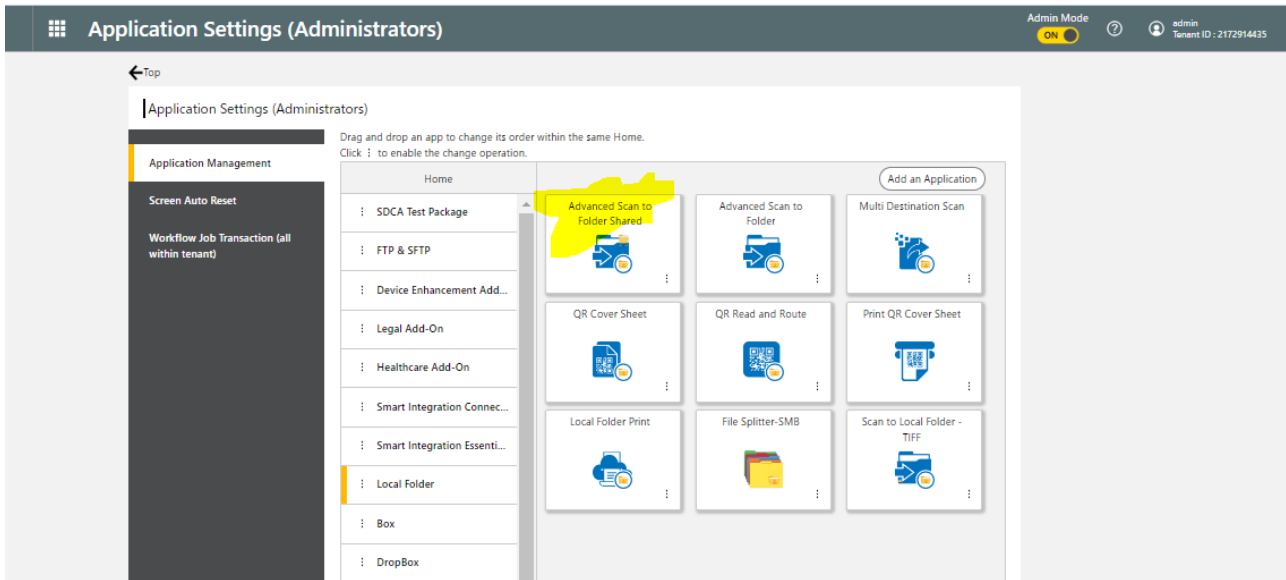 Application Settings (Administrators)
Admin Mode
ON
admin
Tenant ID : 2172914435
Top
Application Settings (Administrators)
Application Management
Screen Auto Reset
Workflow Job Transaction (all
within tenant)
Drag and drop an app to change its order within the same Home.
Click ⋮ to enable the change operation.
Home
SDCA Test Package
FTP & SFTP
Device Enhancement Add...
Legal Add-On
Healthcare Add-On
Smart Integration Connec...
Smart Integration Essenti...
Local Folder
Box
DropBox
Add an Application
Advanced Scan to
Folder Shared
Advanced Scan to
Folder
Multi Destination Scan
QR Cover Sheet
QR Read and Route
Print QR Cover Sheet
Local Folder Print
File Splitter-SMB
Scan to Local Folder -
TIFF